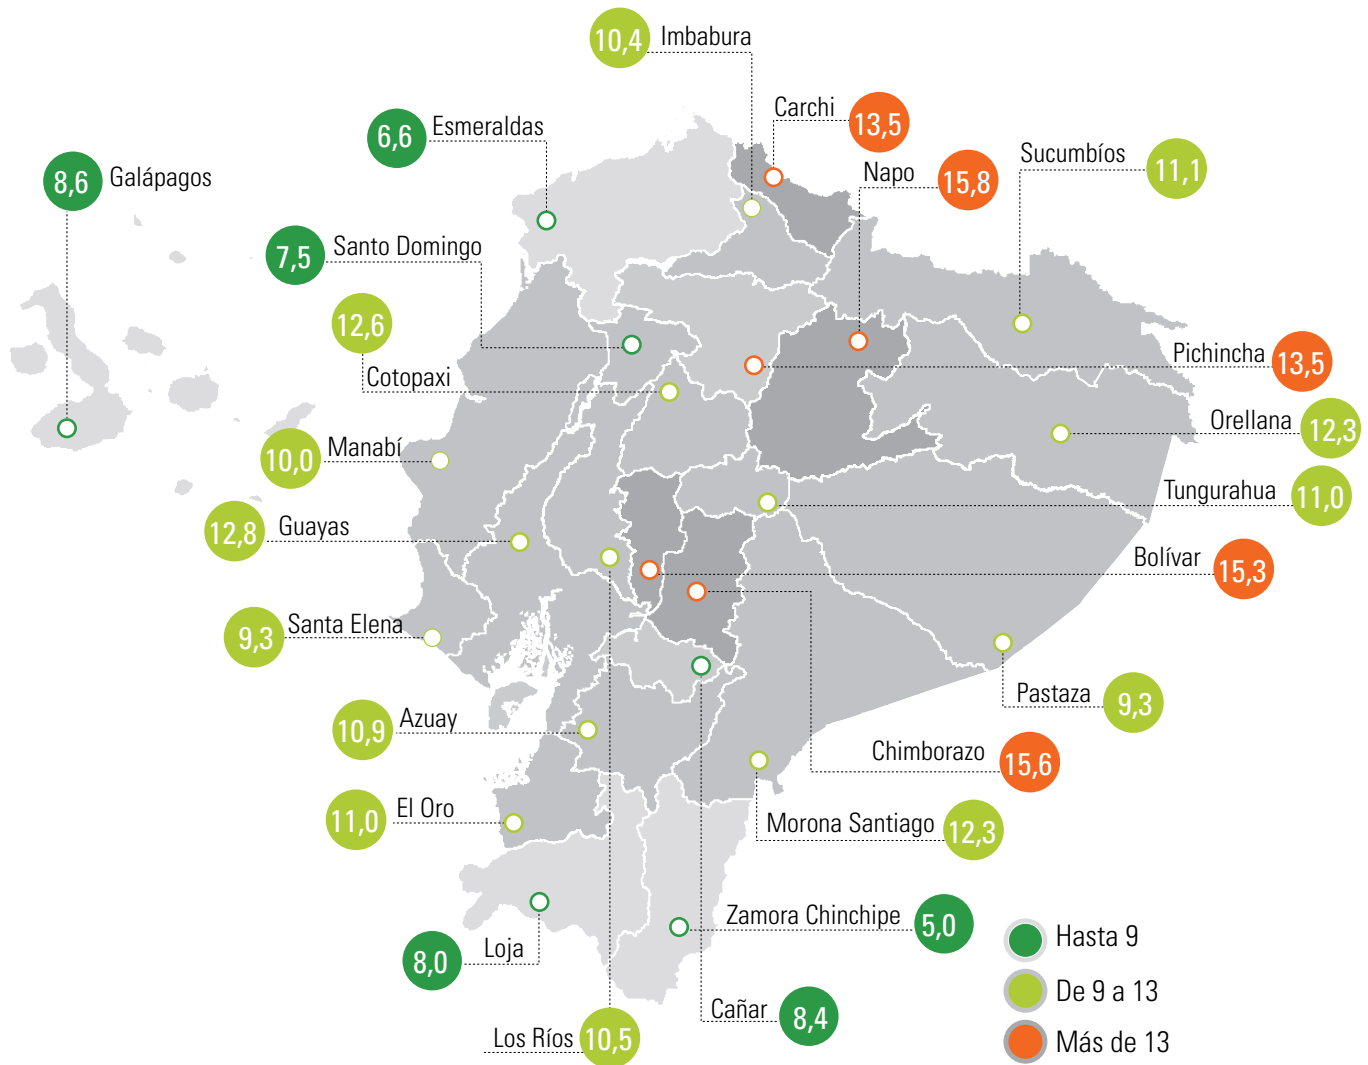 10,4 Imbabura
Carchi 13,5
Esmeraldas
6,6
Sucumbíos
11,1
Napo 15,8
8,6 Galápagos
Santo Domingo
7,5
12,6
Cotopaxi
Pichincha 13,5
Orellana
12,3
Manabí
10,0
Tungurahua
11,0
Guayas
12,8
Bolívar
15,3
Santa Elena
9,3
Pastaza 9,3
Azuay
10,9
Chimborazo
15,6
El Oro
11,0
Morona Santiago 12,3
Zamora Chinchipe 5,0
Loja
8,0
Cañar 8,4
Los Ríos 10,5
Hasta 9
De 9 a 13
Más de 13